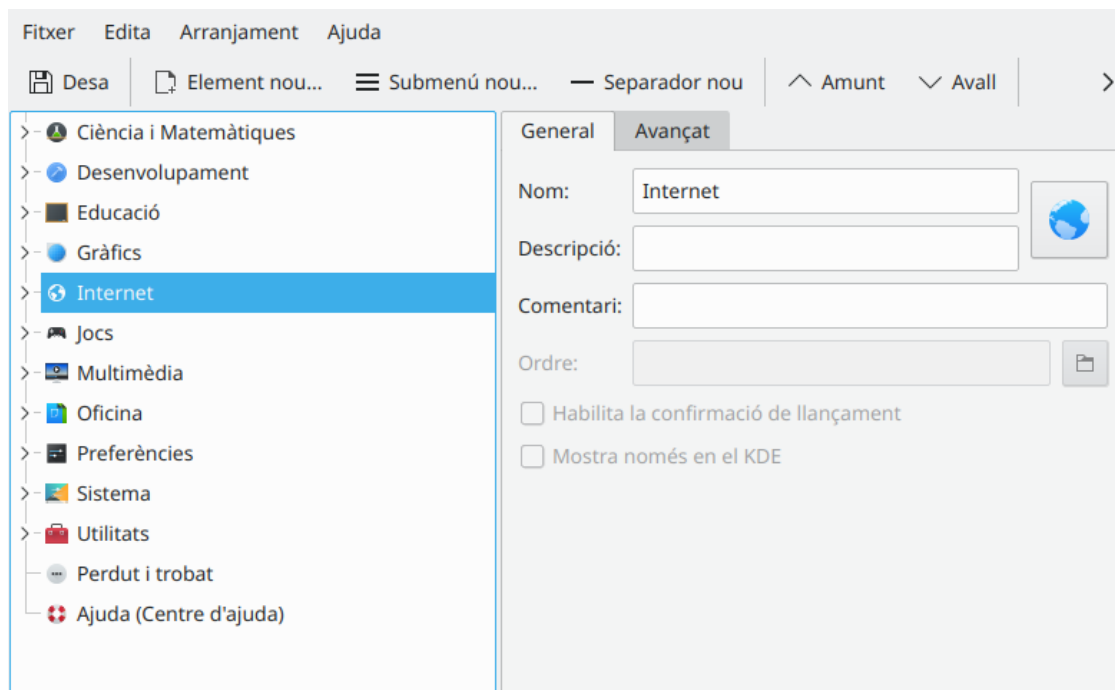 Fitxer Edita Arranjament Ajuda
Desa Element nou... Submenú nou... Separador nou Amunt Avall
Ciència i Matemàtiques
Desenvolupament
Educació
Gràfics
Internet
Jocs
Multimèdia
Oficina
Preferències
Sistema
Utilitats
Perdut i trobat
Ajuda (Centre d'ajuda)
General Avançat
Nom: Internet
Descripció:
Comentari:
Ordre:
Habilita la confirmació de llançament
Mostra només en el KDE